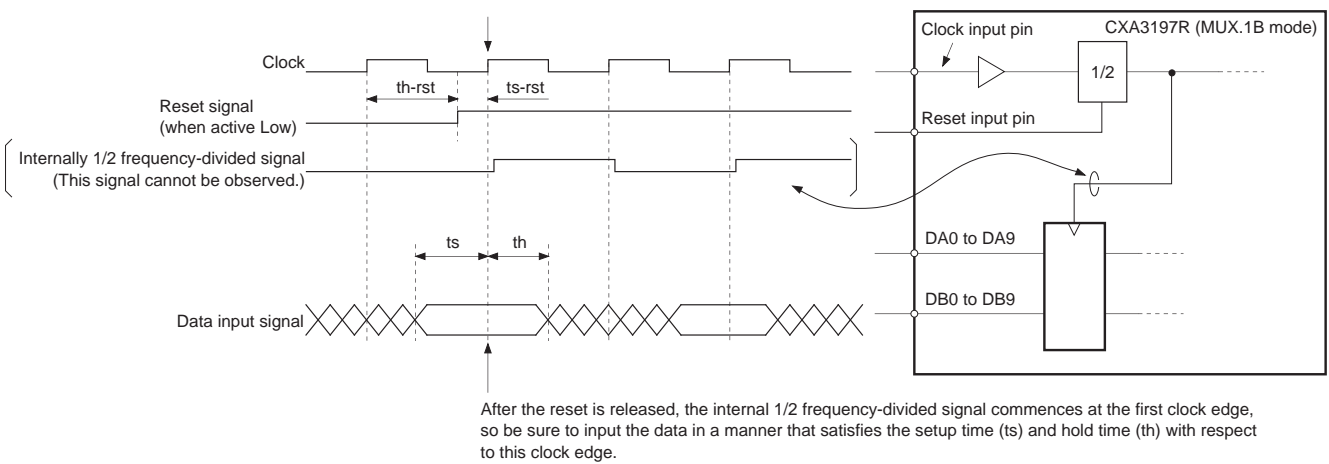 Clock
th-rst
ts-rst
Reset signal
(when active Low)
Internally 1/2 frequency-divided signal
(This signal cannot be observed.)
ts
th
Data input signal
Clock input pin
CXA3197R (MUX.1B mode)
1/2
Reset input pin
DA0 to DA9
DB0 to DB9
After the reset is released, the internal 1/2 frequency-divided signal commences at the first clock edge,
so be sure to input the data in a manner that satisfies the setup time (ts) and hold time (th) with respect
to this clock edge.